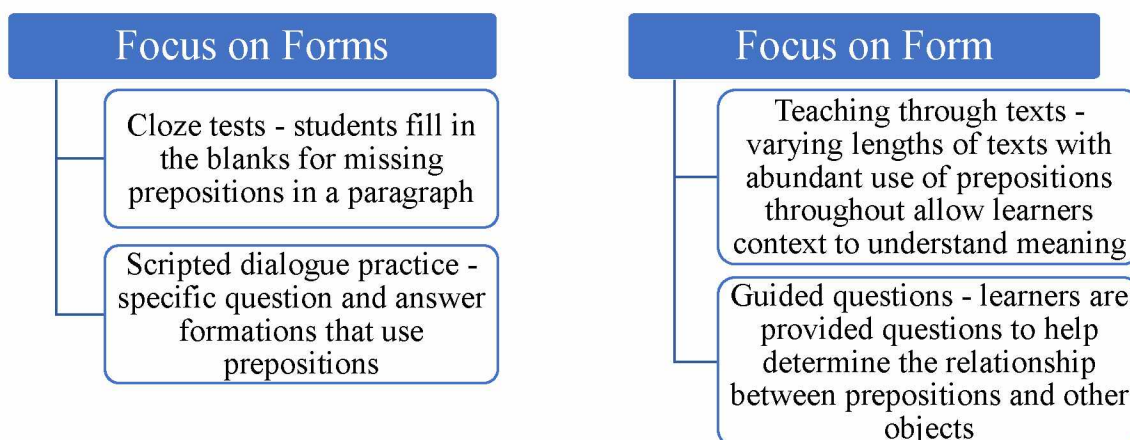 Focus on Forms
Cloze tests - students fill in
the blanks for missing
prepositions in a paragraph
Scripted dialogue practice -
specific question and answer
formations that use
prepositions
Focus on Form
Teaching through texts -
varying lengths of texts with
abundant use of prepositions
throughout allow learners
context to understand meaning
Guided questions - learners are
provided questions to help
determine the relationship
between prepositions and other
objects